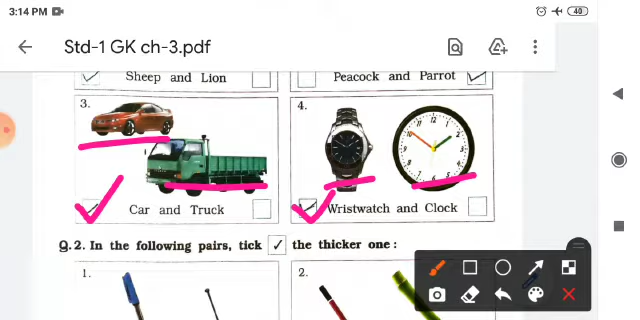 3:14 PM
40
Std-1 GK ch-3.pdf
Sheep and Lion
Peacock and Parrot
3.
4.
Car and Truck
Wristwatch and Clock
Q.2. In the following pairs, tick ✓ the thicker one :
1.
2.